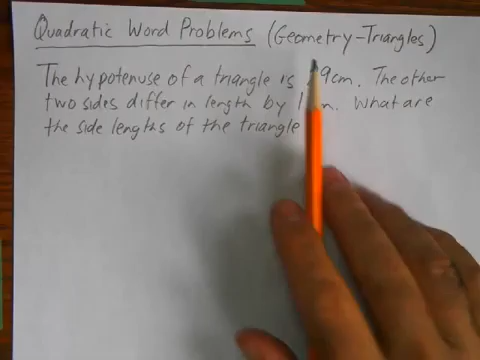 Quadratic Word Problems (Geometry-Triangles)
The hypotenuse of a triangle is 9cm. The other
two sides differ in length by m. What are
the side lengths of the triangle